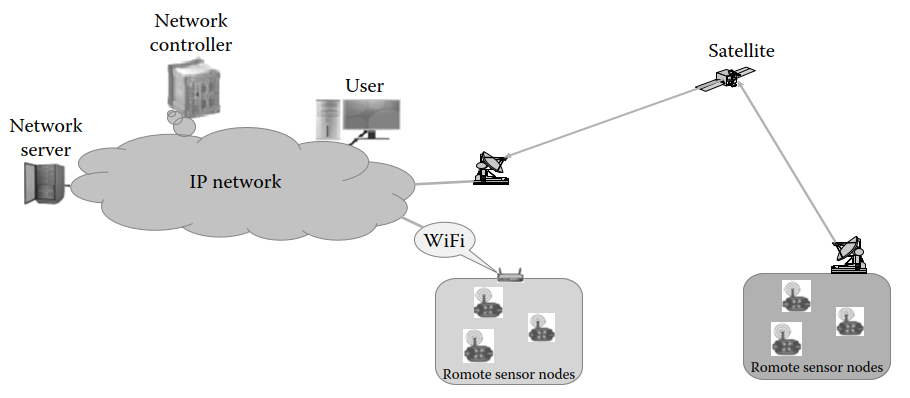 Network
controller
Satellite
User
Network
server
IP network
WiFi
Romote sensor nodes
Romote sensor nodes